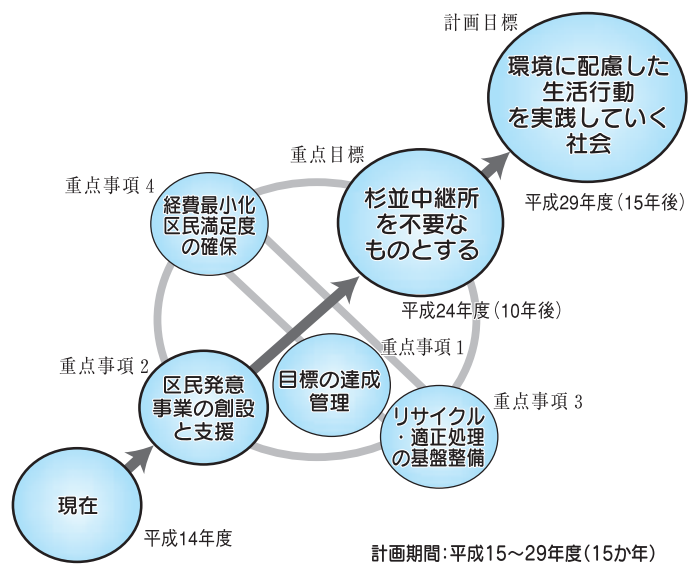 計画目標
環境に配慮した
生活行動
を実践していく
社会
平成29年度（15年後）
重点目標
杉並中継所
を不要な
ものとする
平成24年度（10年後）
重点事項4
経費最小化
区民満足度
の確保
重点事項1
目標の達成
管理
重点事項2
区民発意
事業の創設
と支援
重点事項3
リサイクル
・適正処理
の基盤整備
現在
平成14年度
計画期間：平成15～29年度（15か年）